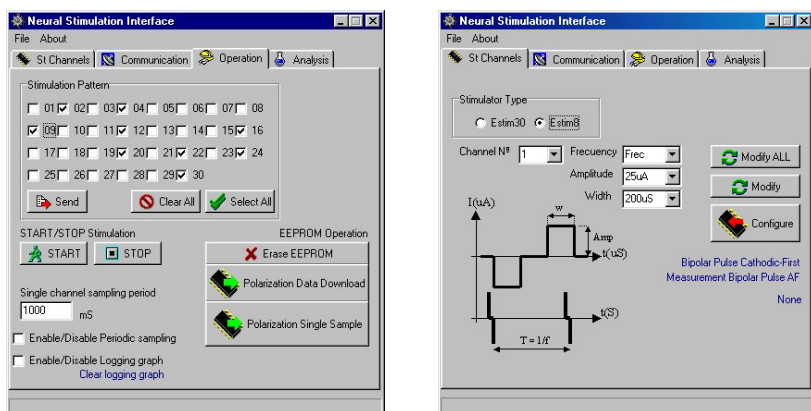 Neural Stimulation Interface
File About
St Channels Communication Operation Analysis
Stimulation Pattern
01 02 03 04 05 06 07 08
09 10 11 12 13 14 15 16
17 18 19 20 21 22 23 24
25 26 27 28 29 30
Send Clear All Select All
START/STOP Stimulation EEPROM Operation
START STOP Erase EEPROM
Polarization Data Download
Single channel sampling period
1000 mS
Polarization Single Sample
Enable/Disable Periodic sampling
Enable/Disable Logging graph
Clear logging graph
Neural Stimulation Interface
File About
St Channels Communication Operation Analysis
Stimulator Type
Estim30 Estim8
Channel Nº 1 Frecuency Frec Modify ALL
Amplitude 25uA Modify
Width 200uS
Configure
I(uA)
w
Amp
t(uS)
Bipolar Pulse Cathodic-First
Measurement Bipolar Pulse AF
None
t(S)
T = 1/f